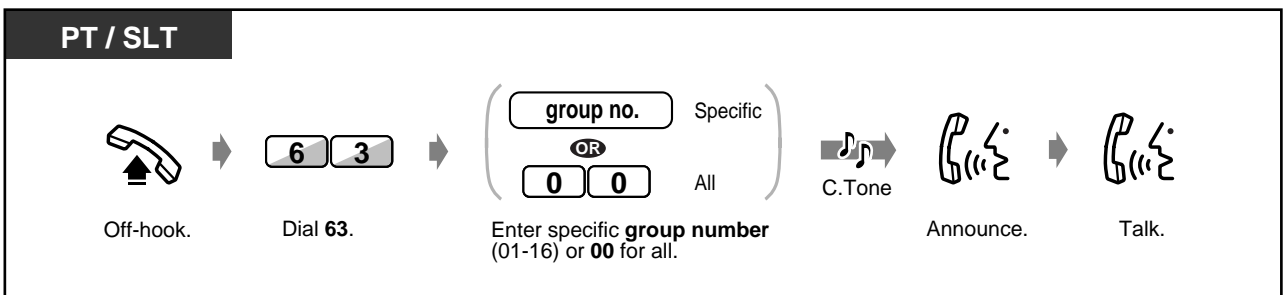 PT / SLT
6 3
group no. Specific
OR
0 0 All
C.Tone
Off-hook.
Dial 63.
Enter specific group number
(01-16) or 00 for all.
Announce.
Talk.